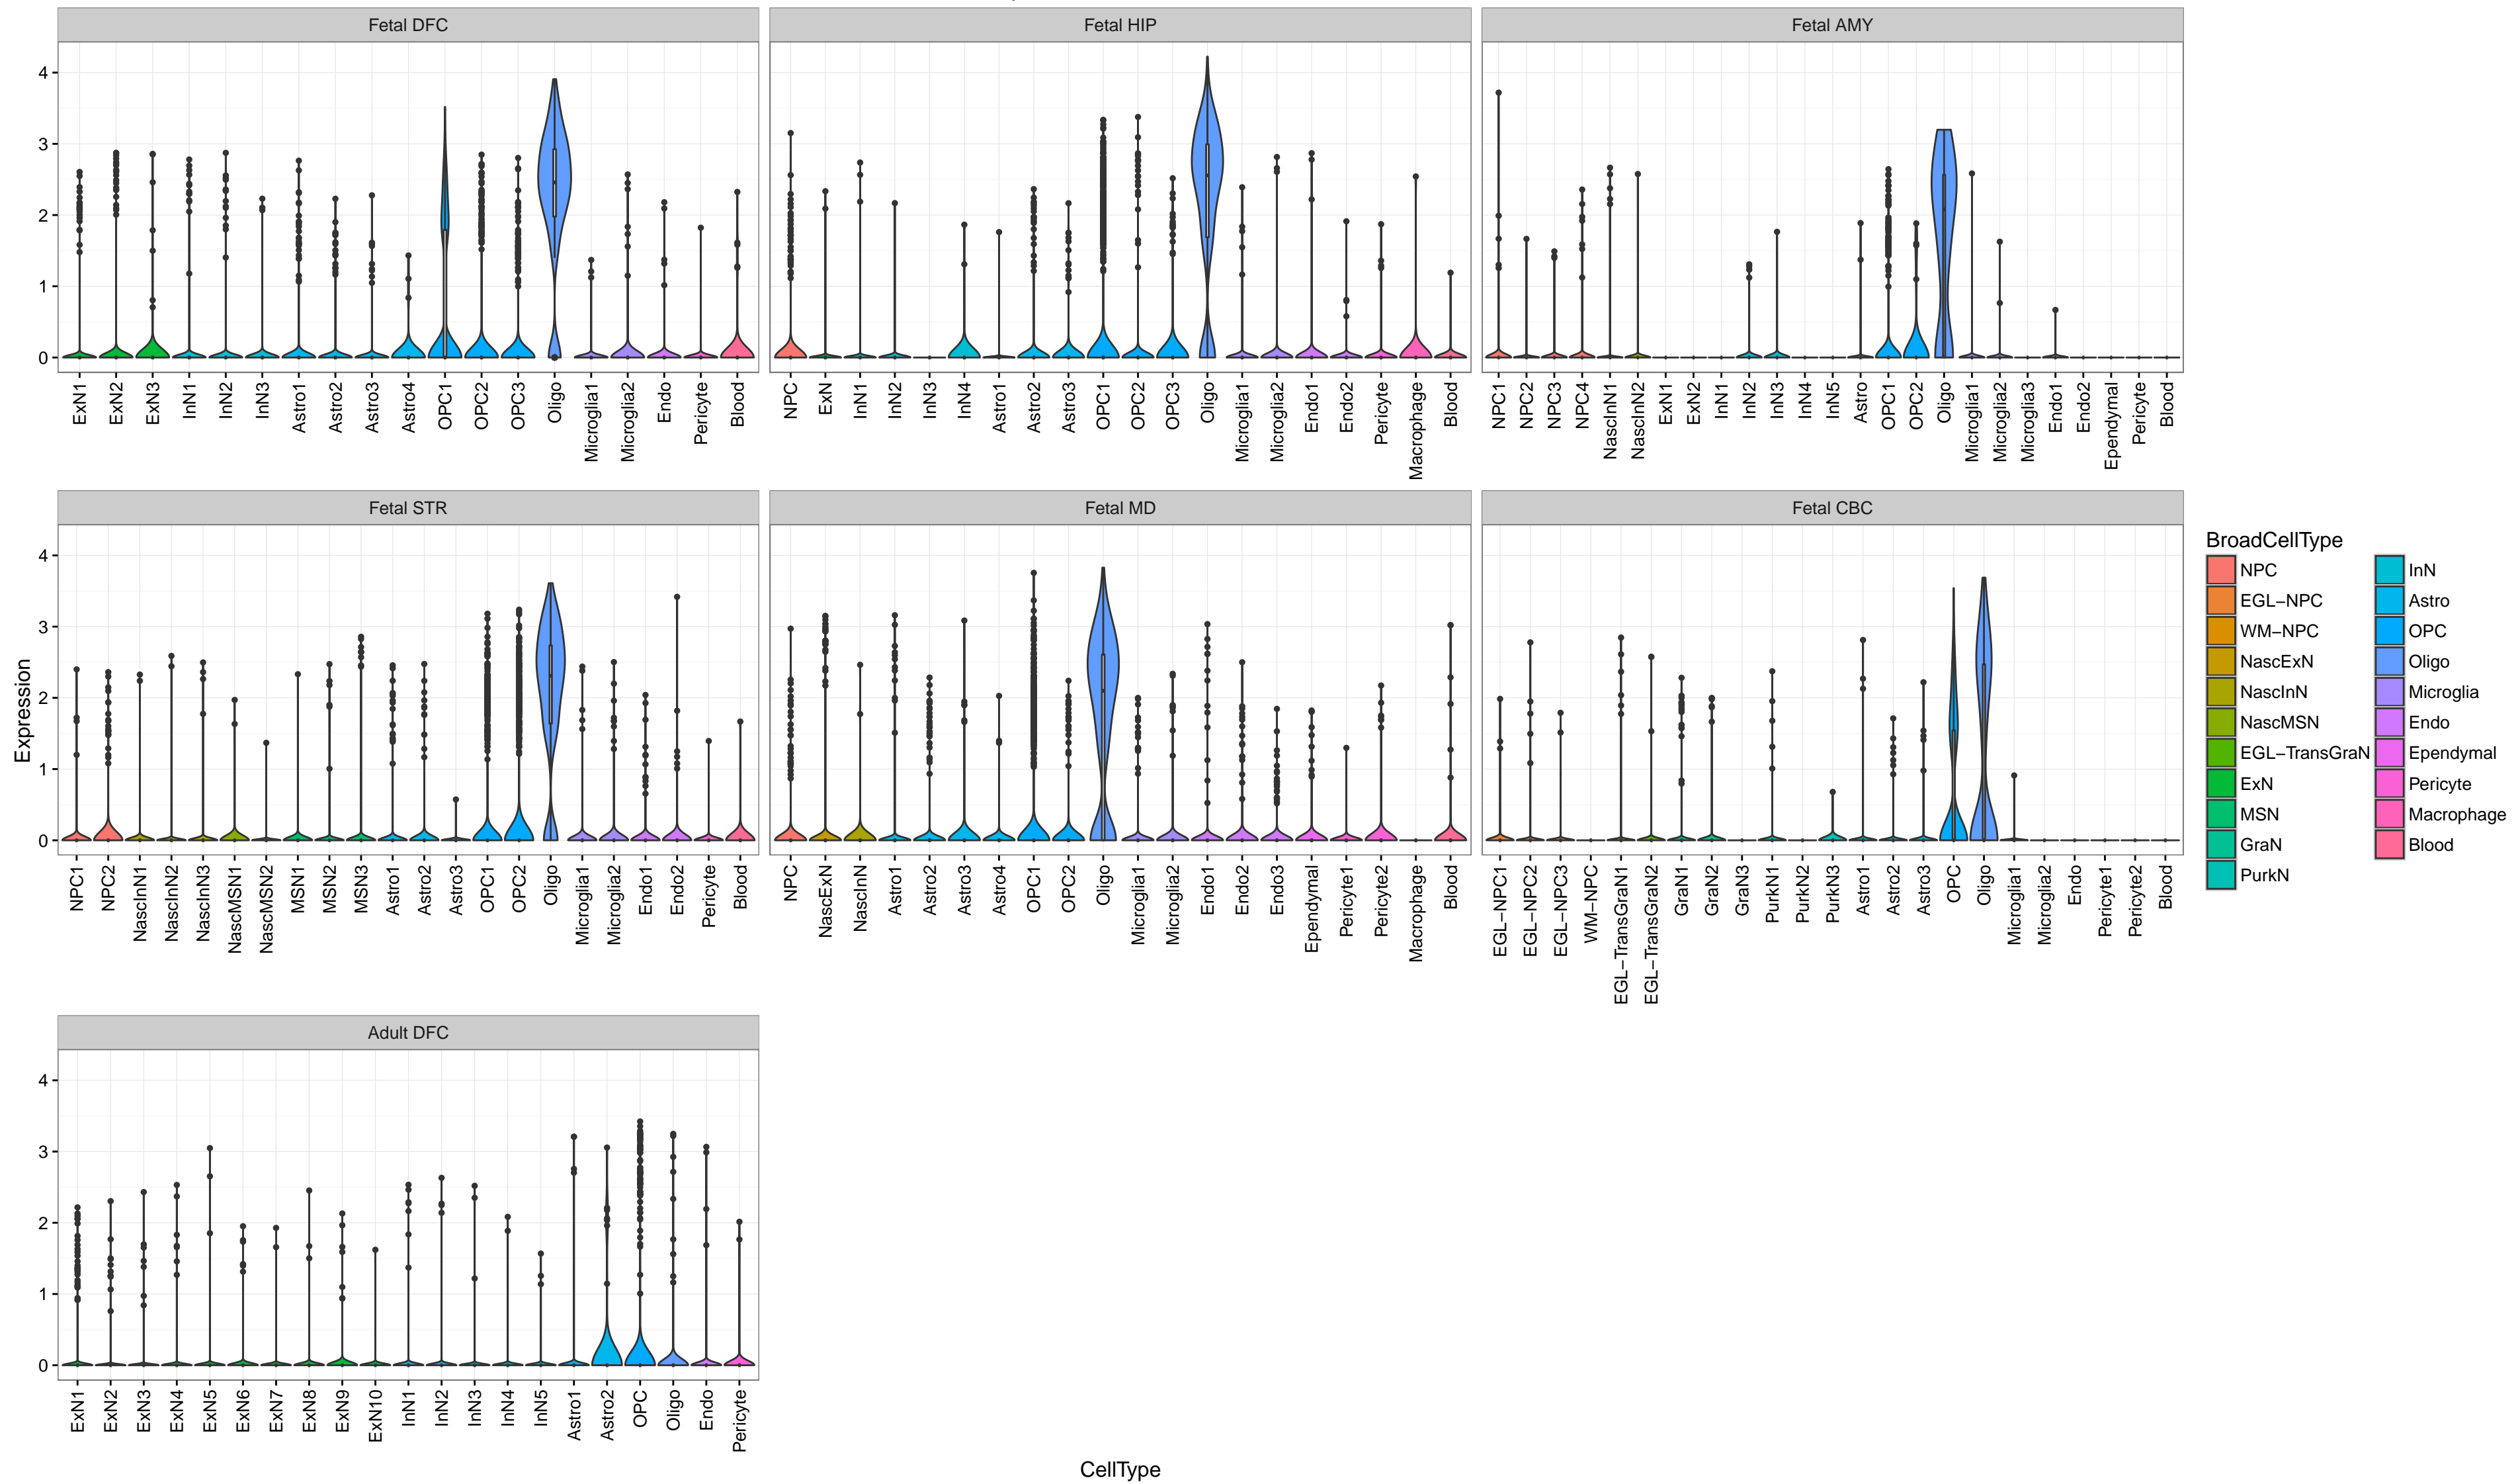 Fetal DFC Fetal HIP Fetal AMY
4
3
2
1
0
ExN1 ExN2 ExN3 InN1 InN2 InN3 Astro1 Astro2 Astro3 Astro4 OPC1 OPC2 OPC3 Oligo Microglia1 Microglia2 Endo Pericyte Blood
NPC ExN InN1 InN2 InN3 InN4 Astro1 Astro2 Astro3 OPC1 OPC2 OPC3 Oligo Microglia1 Microglia2 Endo1 Endo2 Pericyte Macrophage Blood
NPC1 NPC2 NPC3 NPC4 NascInN1 NascInN2 ExN1 ExN2 InN1 InN2 InN3 InN4 InN5 Astro OPC1 OPC2 Oligo Microglia1 Microglia2 Microglia3 Endo1 Endo2 Ependymal Pericyte Blood
Fetal STR Fetal MD Fetal CBC
Expression
4
3
2
1
0
NPC1 NPC2 NascInN1 NascInN2 NascInN3 NascMSN1 NascMSN2 MSN1 MSN2 MSN3 Astro1 Astro2 Astro3 OPC1 OPC2 Oligo Microglia1 Microglia2 Endo1 Endo2 Pericyte Blood
NPC NascExN NascInN Astro1 Astro2 Astro3 Astro4 OPC1 OPC2 Oligo Microglia1 Microglia2 Endo1 Endo2 Endo3 Ependymal Pericyte1 Pericyte2 Macrophage Blood
EGL−NPC1 EGL−NPC2 EGL−NPC3 WM−NPC EGL−TransGraN1 EGL−TransGraN2 GraN1 GraN2 GraN3 PurkN1 PurkN2 PurkN3 Astro1 Astro2 Astro3 OPC Oligo Microglia1 Microglia2 Endo Pericyte1 Pericyte2 Blood
BroadCellType
NPC InN
EGL−NPC Astro
WM−NPC OPC
NascExN Oligo
NascInN Microglia
NascMSN Endo
EGL−TransGraN Ependymal
ExN Pericyte
MSN Macrophage
GraN Blood
PurkN
Adult DFC
4
3
2
1
0
ExN1 ExN2 ExN3 ExN4 ExN5 ExN6 ExN7 ExN8 ExN9 ExN10 InN1 InN2 InN3 InN4 InN5 Astro1 Astro2 OPC Oligo Endo Pericyte
CellType